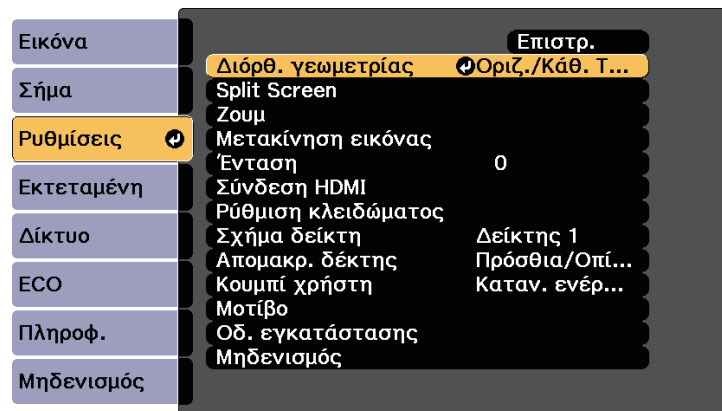 Εικόνα
Σήμα
Ρυθμίσεις
Εκτεταμένη
Δίκτυο
ECO
Πληροφ.
Μηδενισμός
Επιστρ.
Διόρθ. γεωμετρίας Οριζ./Κάθ. Τ...
Split Screen
Ζουμ
Μετακίνηση εικόνας
Ένταση 0
Σύνδεση HDMI
Ρύθμιση κλειδώματος
Σχήμα δείκτη Δείκτης 1
Απομακρ. δέκτης Πρόσθια/Οπί...
Κουμπί χρήστη Καταν. ενέρ...
Μοτίβο
Οδ. εγκατάστασης
Μηδενισμός